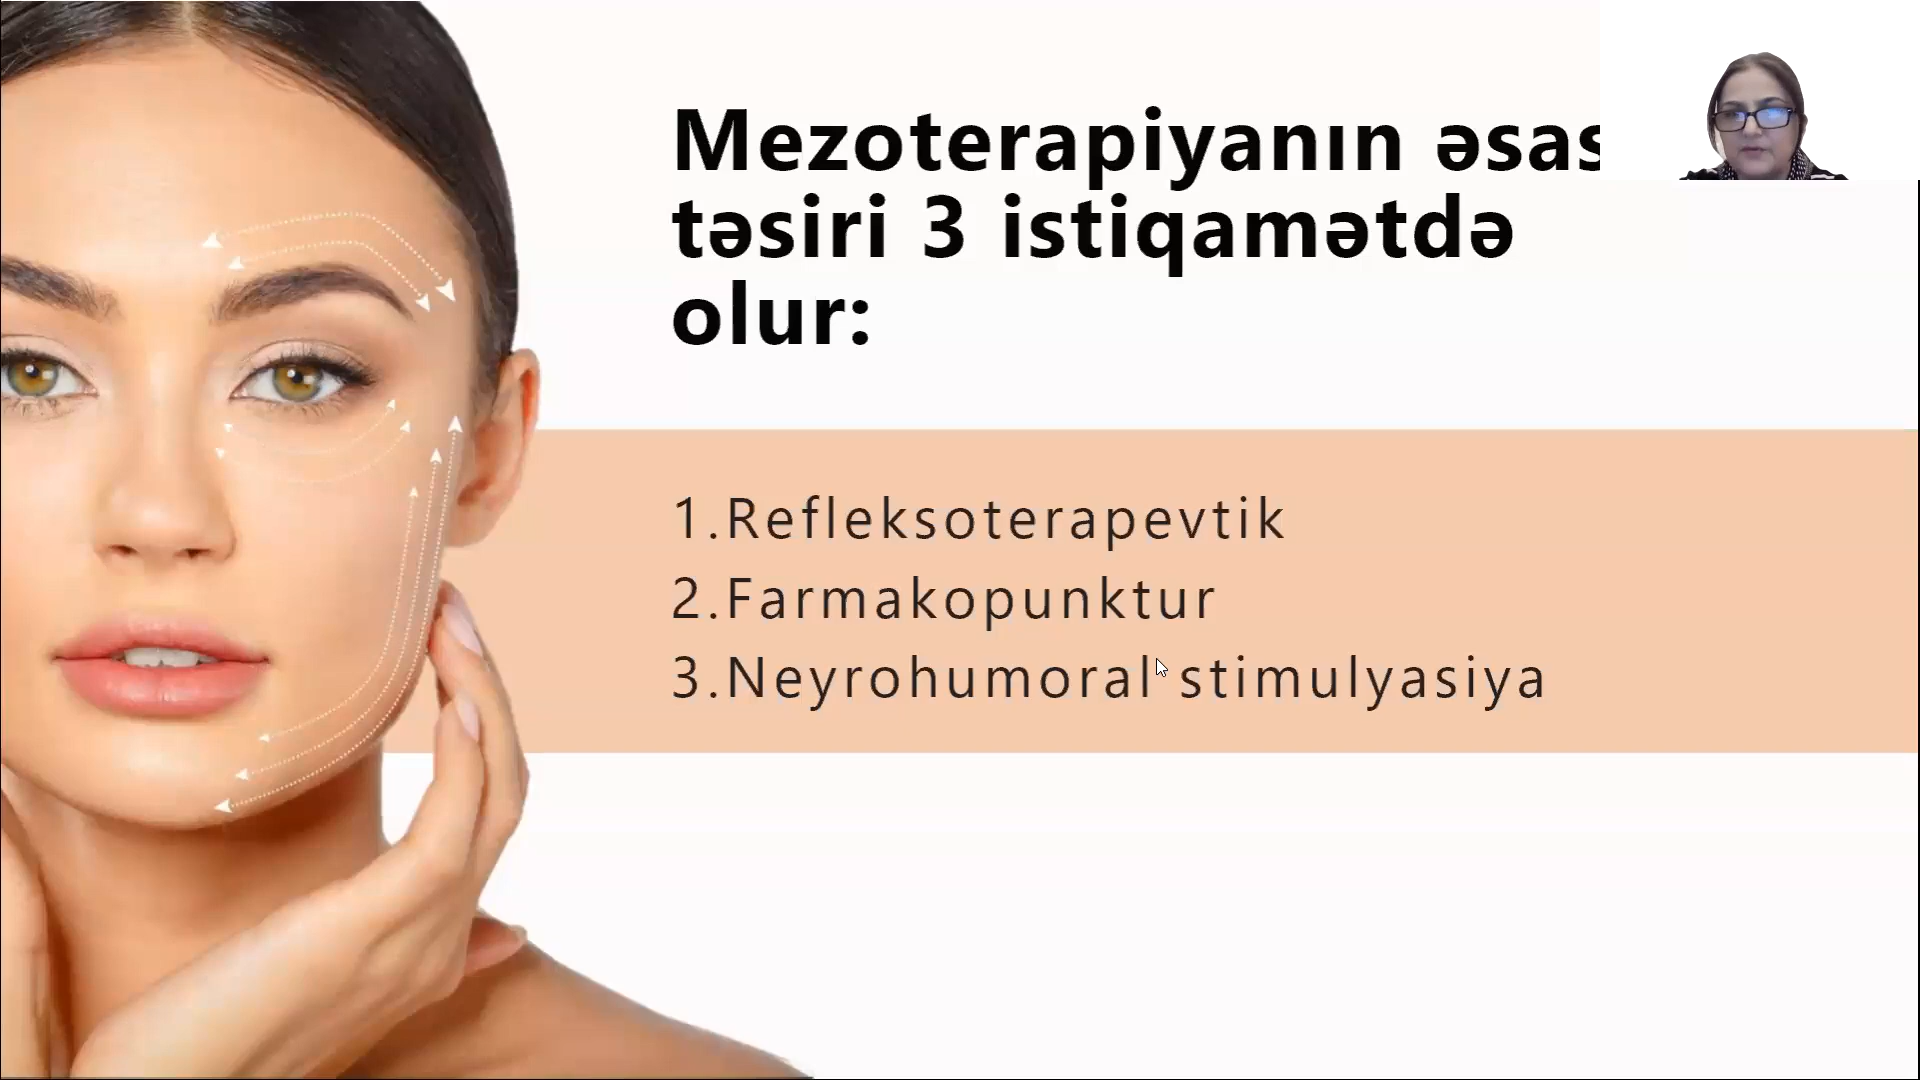 Mezoterapiyanın əsas
təsiri 3 istiqamətdə
olur:
1.Refleksoterapevtik
2.Farmakopunktur
3.Neyrohumoral stimulyasiya